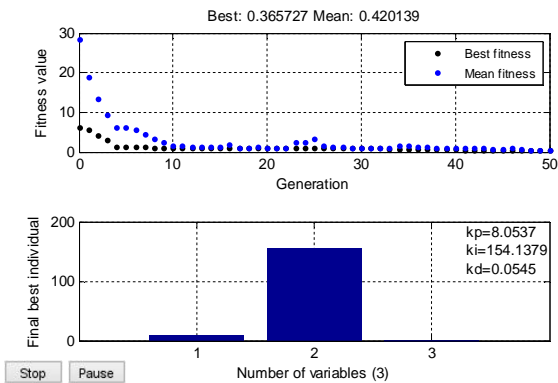 Best: 0.365727 Mean: 0.420139
30
20
10
0
Fitness value
Best fitness
Mean fitness
0 10 20 30 40 50
Generation
200
100
0
Final best individual
kp=8.0537
ki=154.1379
kd=0.0545
1 2 3
Number of variables (3)
Stop Pause